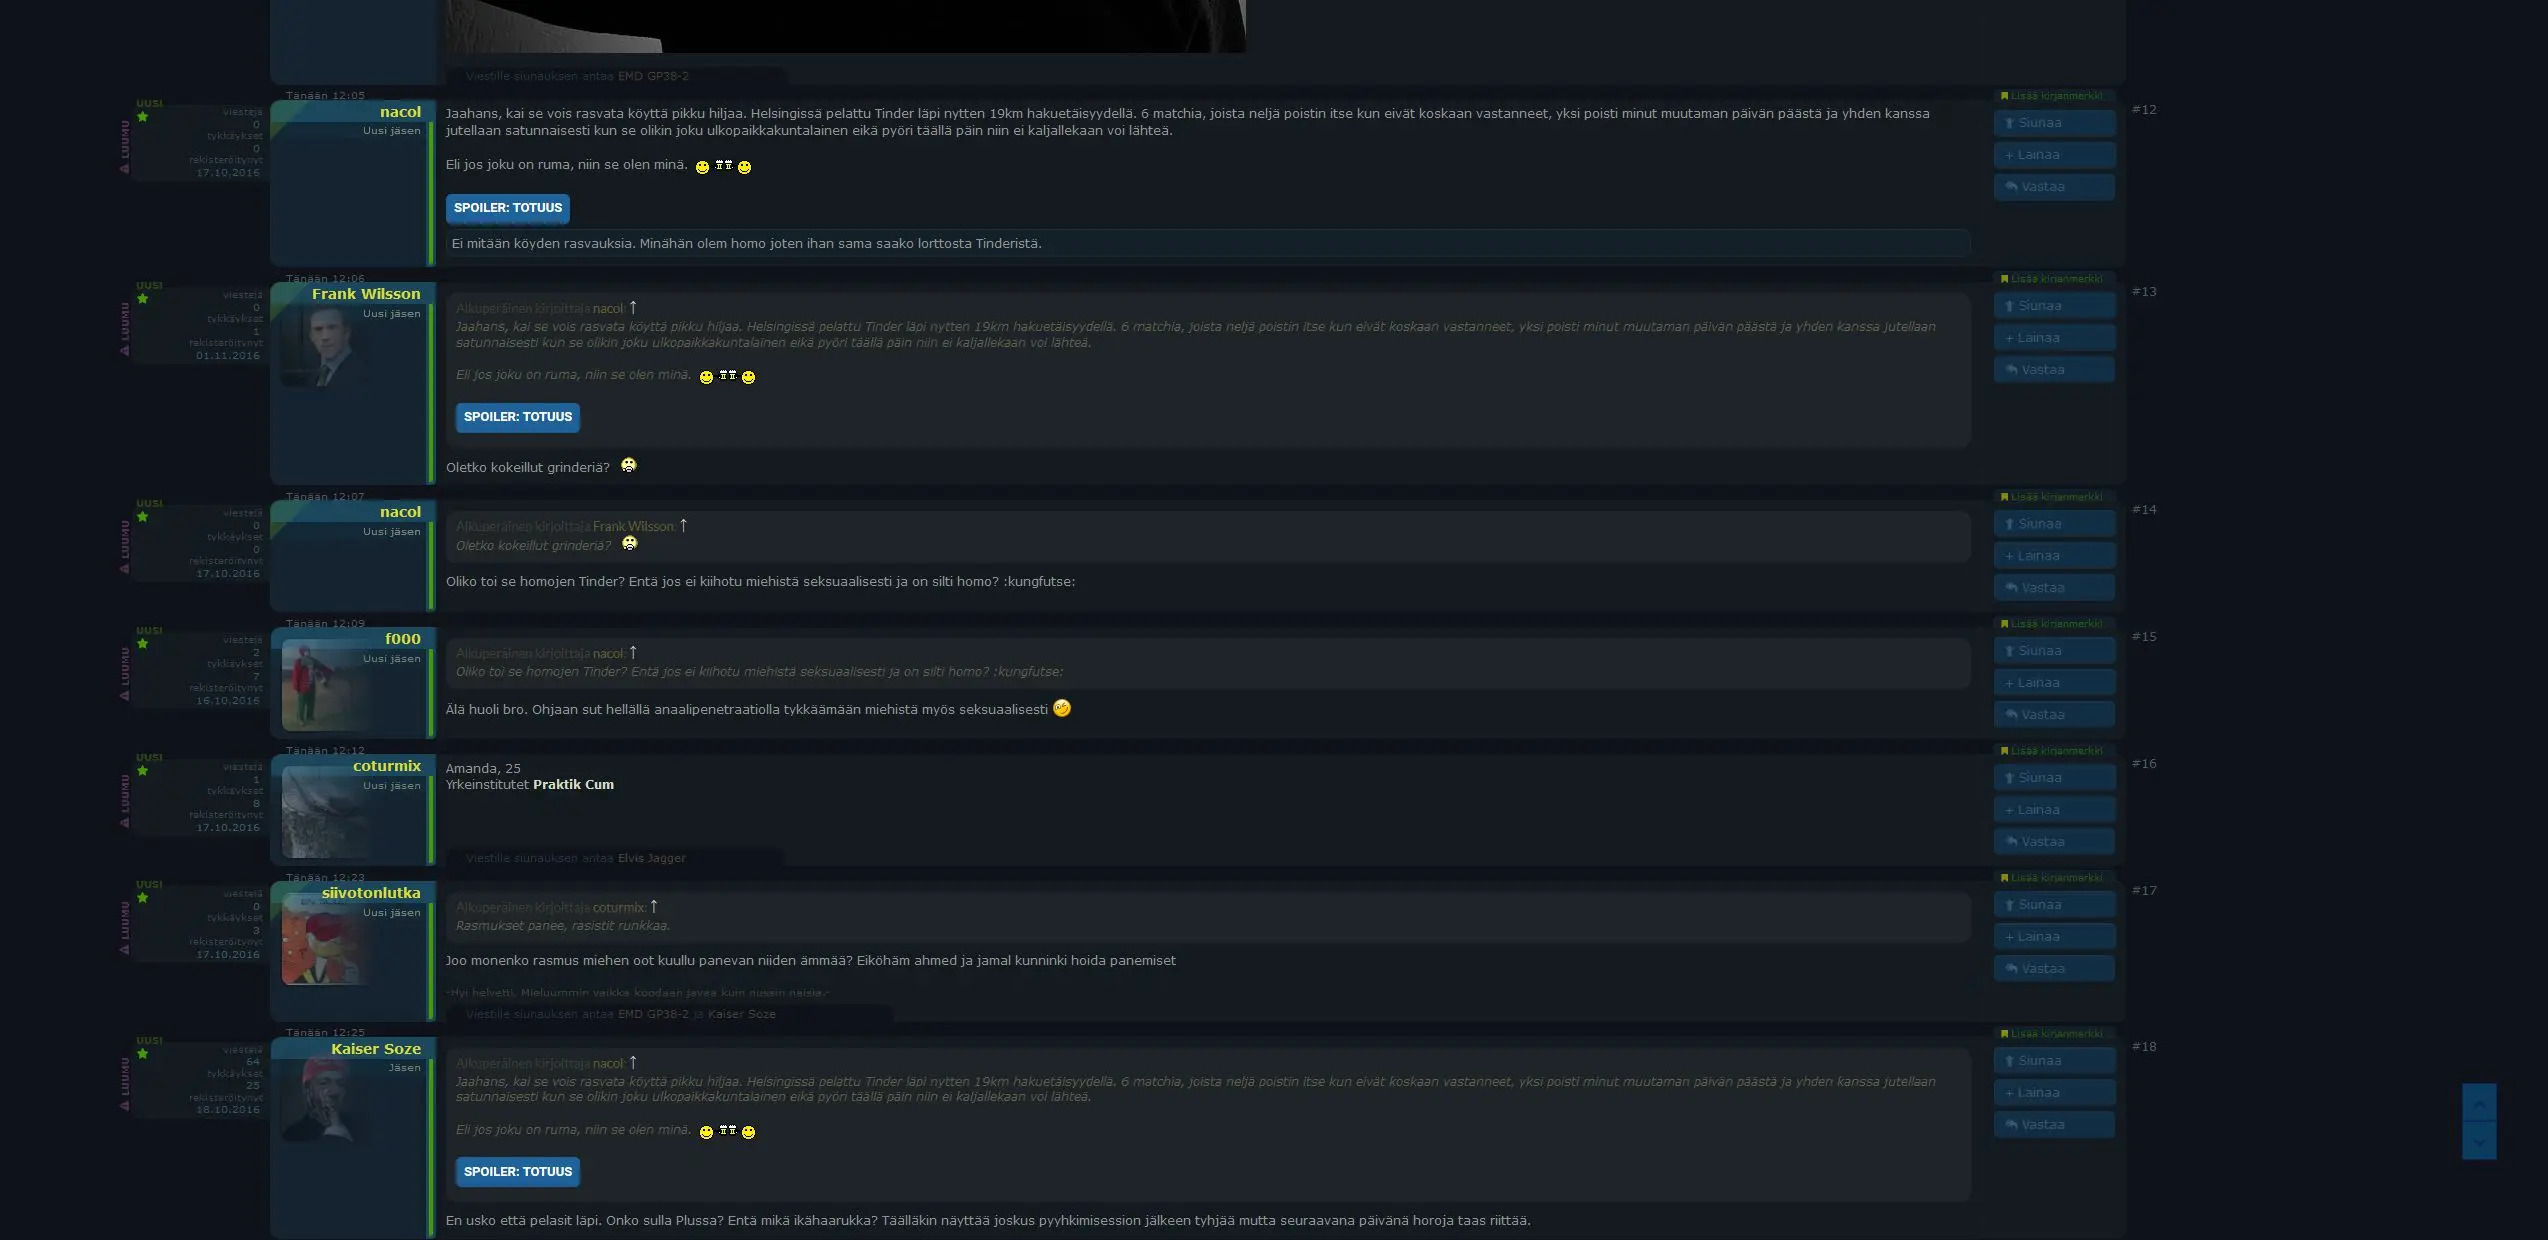 Viestille siunauksen antaa EMD GP38-2
Tänään 12:05
UUSI
LUUMU
viestejä
0
tykkäykset
0
rekisteröitynyt
17.10.2016
nacol
Uusi jäsen
Jaahans, kai se vois rasvata köyttä pikku hiljaa. Helsingissä pelattu Tinder läpi nytten 19km hakuetäisyydellä. 6 matchia, joista neljä poistin itse kun eivät koskaan vastanneet, yksi poisti minut muutaman päivän päästä ja yhden kanssa
jutellaan satunnaisesti kun se olikin joku ulkopaikkakuntalainen eikä pyöri täällä päin niin ei kaljallekaan voi lähteä.
Eli jos joku on ruma, niin se olen minä.
SPOILER: TOTUUS
Ei mitään köyden rasvauksia. Minähän olem homo joten ihan sama saako lorttosta Tinderistä.
Lisää kirjanmerkki
#12
Siunaa
+ Lainaa
Vastaa
Tänään 12:06
UUSI
LUUMU
viestejä
0
tykkäykset
1
rekisteröitynyt
01.11.2016
Frank Wilsson
Uusi jäsen
Alkuperäinen kirjoittaja nacol: ↑
Jaahans, kai se vois rasvata köyttä pikku hiljaa. Helsingissä pelattu Tinder läpi nytten 19km hakuetäisyydellä. 6 matchia, joista neljä poistin itse kun eivät koskaan vastanneet, yksi poisti minut muutaman päivän päästä ja yhden kanssa jutellaan
satunnaisesti kun se olikin joku ulkopaikkakuntalainen eikä pyöri täällä päin niin ei kaljallekaan voi lähteä.
Eli jos joku on ruma, niin se olen minä.
SPOILER: TOTUUS
Oletko kokeillut grinderiä?
Lisää kirjanmerkki
#13
Siunaa
+ Lainaa
Vastaa
Tänään 12:07
UUSI
LUUMU
viestejä
0
tykkäykset
0
rekisteröitynyt
17.10.2016
nacol
Uusi jäsen
Alkuperäinen kirjoittaja Frank Wilsson: ↑
Oletko kokeillut grinderiä?
Oliko toi se homojen Tinder? Entä jos ei kiihotu miehistä seksuaalisesti ja on silti homo? :kungfutse:
Lisää kirjanmerkki
#14
Siunaa
+ Lainaa
Vastaa
Tänään 12:09
UUSI
LUUMU
viestejä
2
tykkäykset
7
rekisteröitynyt
16.10.2016
f000
Uusi jäsen
Alkuperäinen kirjoittaja nacol: ↑
Oliko toi se homojen Tinder? Entä jos ei kiihotu miehistä seksuaalisesti ja on silti homo? :kungfutse:
Älä huoli bro. Ohjaan sut hellällä anaalipenetraatiolla tykkäämään miehistä myös seksuaalisesti
Lisää kirjanmerkki
#15
Siunaa
+ Lainaa
Vastaa
Tänään 12:12
UUSI
LUUMU
viestejä
1
tykkäykset
8
rekisteröitynyt
17.10.2016
coturmix
Uusi jäsen
Amanda, 25
Yrkeinstitutet Praktik Cum
Viestille siunauksen antaa Elvis Jagger
Lisää kirjanmerkki
#16
Siunaa
+ Lainaa
Vastaa
Tänään 12:23
UUSI
LUUMU
viestejä
0
tykkäykset
3
rekisteröitynyt
17.10.2016
siivotonlutka
Uusi jäsen
Alkuperäinen kirjoittaja coturmix: ↑
Rasmukset panee, rasistit runkkaa.
Joo monenko rasmus miehen oot kuullu panevan niiden ämmää? Eiköhäm ahmed ja jamal kunninki hoida panemiset
-Hyi helvetti. Mieluummin vaikka koodaan javaa kuin nussin naisia.-
Viestille siunauksen antaa EMD GP38-2 ja Kaiser Soze
Lisää kirjanmerkki
#17
Siunaa
+ Lainaa
Vastaa
Tänään 12:25
UUSI
LUUMU
viestejä
64
tykkäykset
25
rekisteröitynyt
18.10.2016
Kaiser Soze
Jäsen
Alkuperäinen kirjoittaja nacol: ↑
Jaahans, kai se vois rasvata köyttä pikku hiljaa. Helsingissä pelattu Tinder läpi nytten 19km hakuetäisyydellä. 6 matchia, joista neljä poistin itse kun eivät koskaan vastanneet, yksi poisti minut muutaman päivän päästä ja yhden kanssa jutellaan
satunnaisesti kun se olikin joku ulkopaikkakuntalainen eikä pyöri täällä päin niin ei kaljallekaan voi lähteä.
Eli jos joku on ruma, niin se olen minä.
SPOILER: TOTUUS
En usko että pelasit läpi. Onko sulla Plussa? Entä mikä ikähaarukka? Täälläkin näyttää joskus pyyhkimisession jälkeen tyhjää mutta seuraavana päivänä horoja taas riittää.
Lisää kirjanmerkki
#18
Siunaa
+ Lainaa
Vastaa